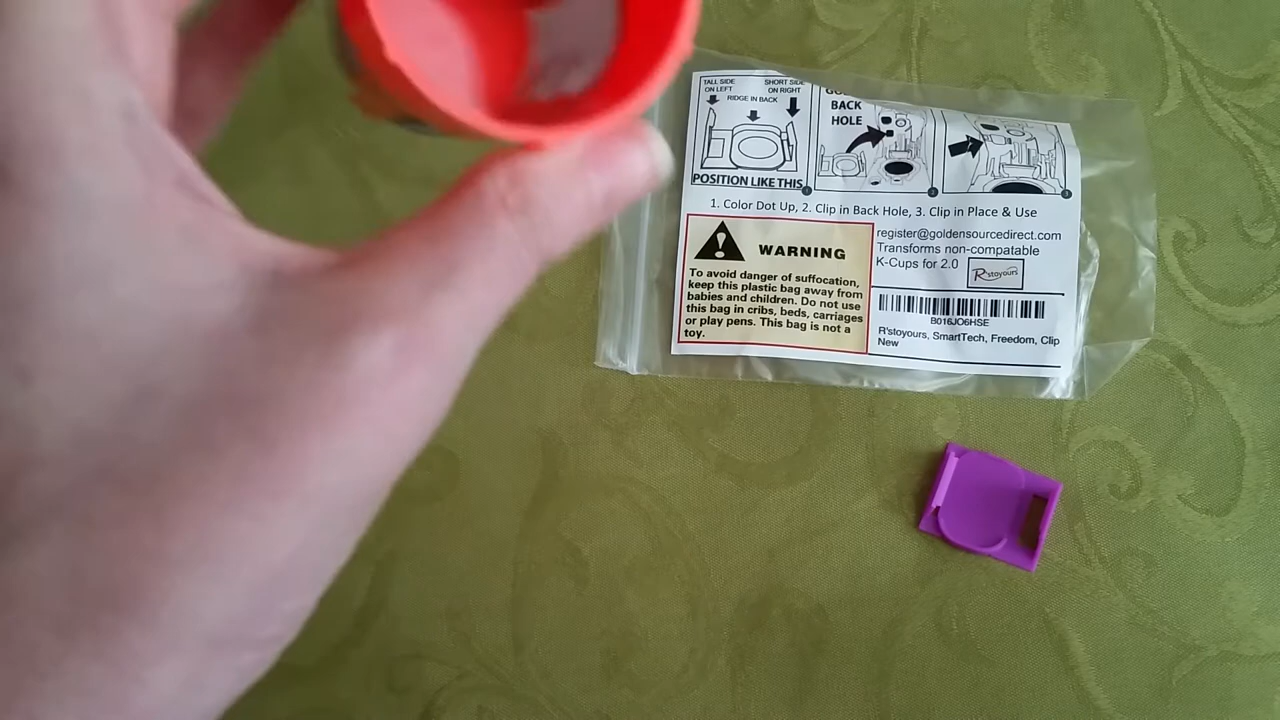 TALL SIDE
ON LEFT
SHORT SIDE
ON RIGHT
RIDGE IN BACK
POSITION LIKE THIS
1
BACK
HOLE
2
3
1. Color Dot Up, 2. Clip in Back Hole, 3. Clip in Place & Use
WARNING
To avoid danger of suffocation,
keep this plastic bag away from
babies and children. Do not use
this bag in cribs, beds, carriages
or play pens. This bag is not a
toy.
register@goldensourcedirect.com
Transforms non-compatable
K-Cups for 2.0
R'stoyours
B016JO6HSE
R'stoyours, SmartTech, Freedom, Clip
New